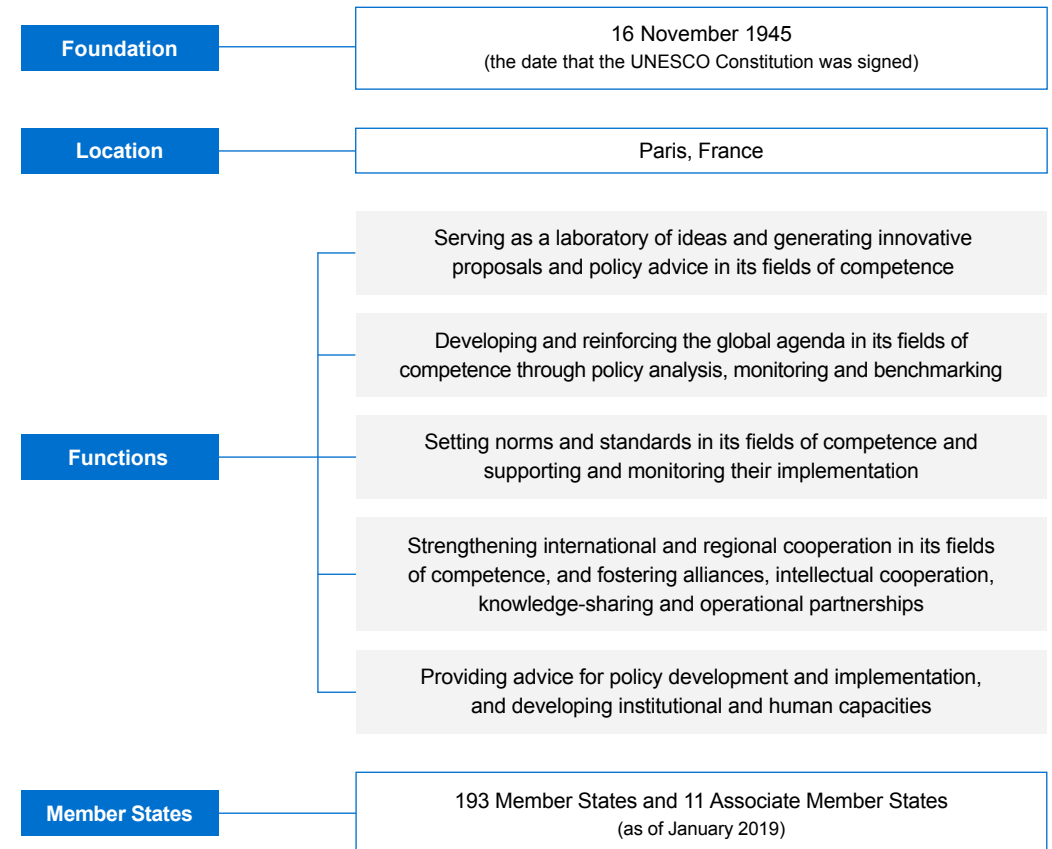 Foundation
16 November 1945
(the date that the UNESCO Constitution was signed)
Location
Paris, France
Functions
Serving as a laboratory of ideas and generating innovative
proposals and policy advice in its fields of competence
Developing and reinforcing the global agenda in its fields of
competence through policy analysis, monitoring and benchmarking
Setting norms and standards in its fields of competence and
supporting and monitoring their implementation
Strengthening international and regional cooperation in its fields
of competence, and fostering alliances, intellectual cooperation,
knowledge-sharing and operational partnerships
Providing advice for policy development and implementation,
and developing institutional and human capacities
Member States
193 Member States and 11 Associate Member States
(as of January 2019)